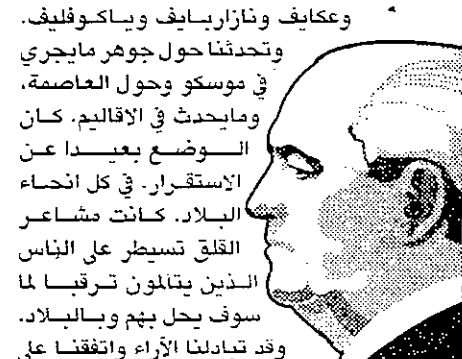 وعكايف ونازاربايف وياكوفليف.
وتحدثنا حول جوهر مايجري
في موسكو وحول العاصمة،
ومايحدث في الاقاليم. كان
الوضع بعيدا عن
الاستقرار. في كل انحاء
البلاد. كانت مشاعر
القلق تسيطر على الناس
الذين يتالمون ترقبا لما
سوف يحل بهم وبالبلاد.
وقد تبادلنا الأراء واتفقنا على